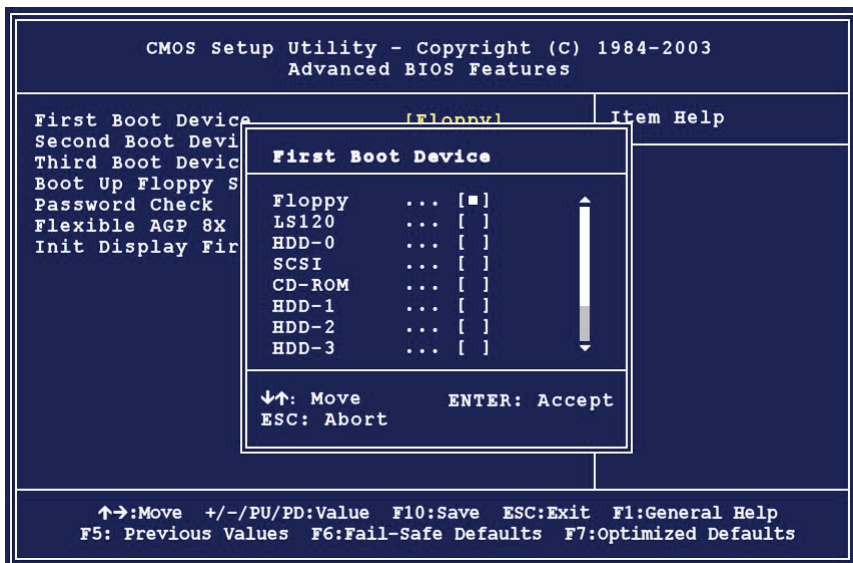 CMOS Setup Utility - Copyright (C) 1984-2003
Advanced BIOS Features
First Boot Device [Floppy]
Second Boot Devi
Third Boot Devic
Boot Up Floppy S
Password Check
Flexible AGP 8X
Init Display Fir
Item Help
First Boot Device
Floppy ... [■]
LS120 ... [ ]
HDD-0 ... [ ]
SCSI ... [ ]
CD-ROM ... [ ]
HDD-1 ... [ ]
HDD-2 ... [ ]
HDD-3 ... [ ]
↓↑: Move ENTER: Accept
ESC: Abort
↑→:Move +/-/PU/PD:Value F10:Save ESC:Exit F1:General Help
F5: Previous Values F6:Fail-Safe Defaults F7:Optimized Defaults